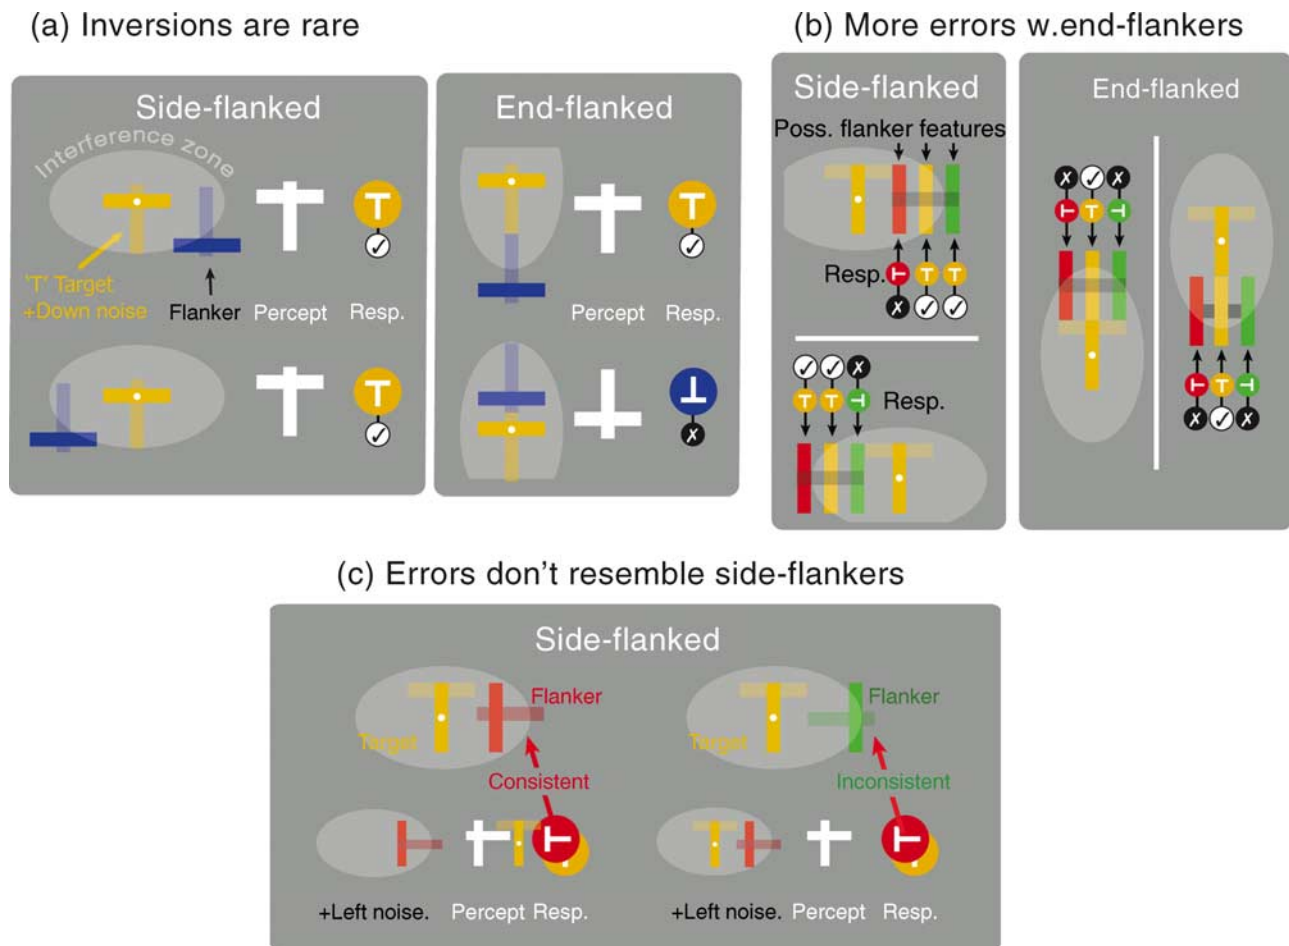 (a) Inversions are rare
(b) More errors w.end-flankers
Side-flanked
End-flanked
Interference zone
T
T
'T' Target
+Down noise
Flanker
Percept
Resp.
Percept
Resp.
T
T
Side-flanked
Poss. flanker features
Resp.
T
T
T
T
T
T
Resp.
End-flanked
T
T
T
T
T
T
(c) Errors don't resemble side-flankers
Side-flanked
Flanker
Target
Consistent
T
+Left noise.
Percept
Resp.
Flanker
Target
Inconsistent
T
+Left noise.
Percept
Resp.